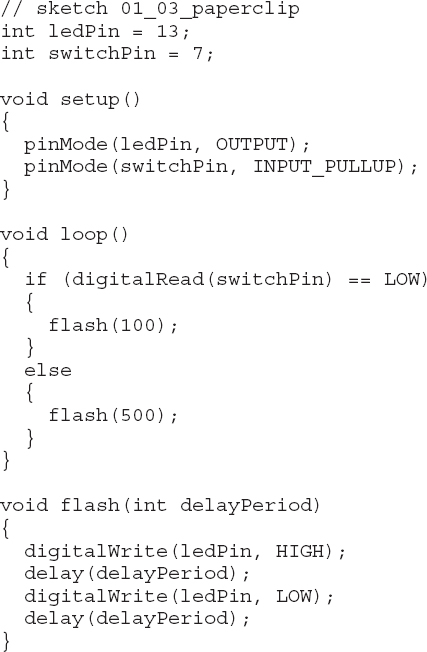 // sketch 01_03_paperclip
int ledPin = 13;
int switchPin = 7;

void setup()
{
  pinMode(ledPin, OUTPUT);
  pinMode(switchPin, INPUT_PULLUP);
}

void loop()
{
  if (digitalRead(switchPin) == LOW)
  {
    flash(100);
  }
  else
  {
    flash(500);
  }
}

void flash(int delayPeriod)
{
  digitalWrite(ledPin, HIGH);
  delay(delayPeriod);
  digitalWrite(ledPin, LOW);
  delay(delayPeriod);
}